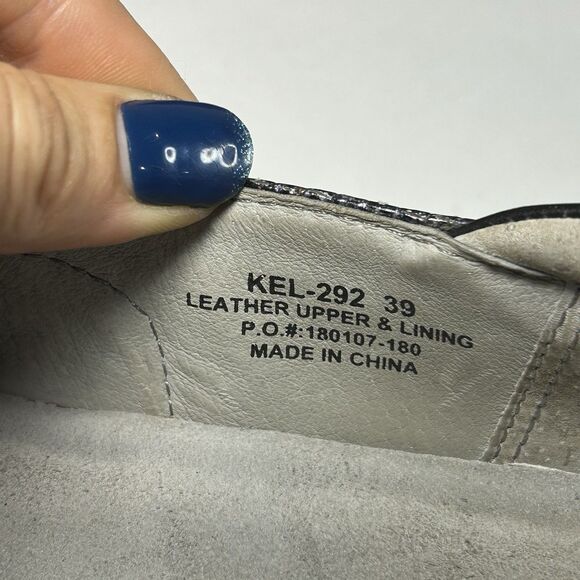 KEL-292 39
LEATHER UPPER & LINING
P.O.#:180107-180
MADE IN CHINA